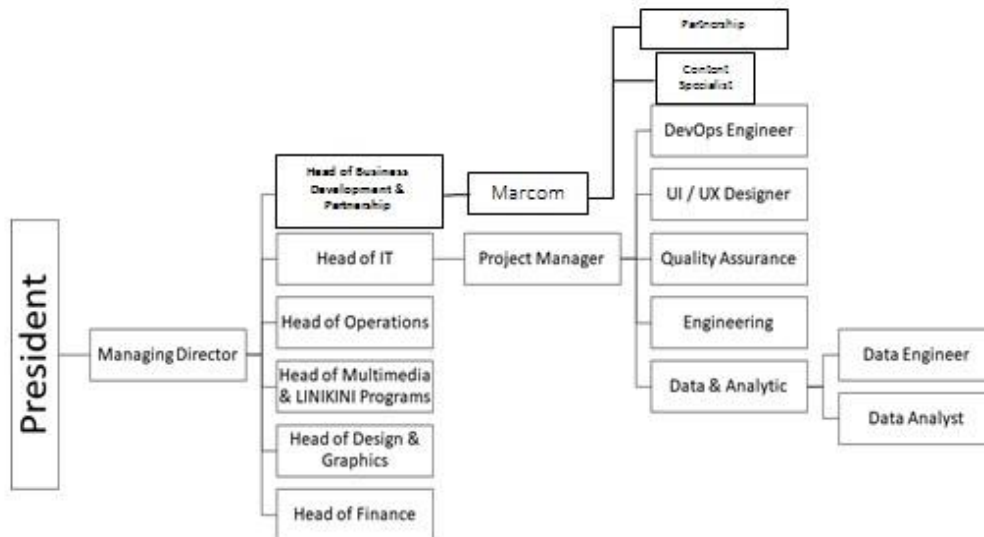 Partnership
Content
Specialist
DevOps Engineer
Head of Business
Development &
Partnership
Marcom
UI / UX Designer
President
Managing Director
Head of IT
Project Manager
Quality Assurance
Head of Operations
Engineering
Head of Multimedia
& LINIKINI Programs
Data & Analytic
Data Engineer
Data Analyst
Head of Design &
Graphics
Head of Finance